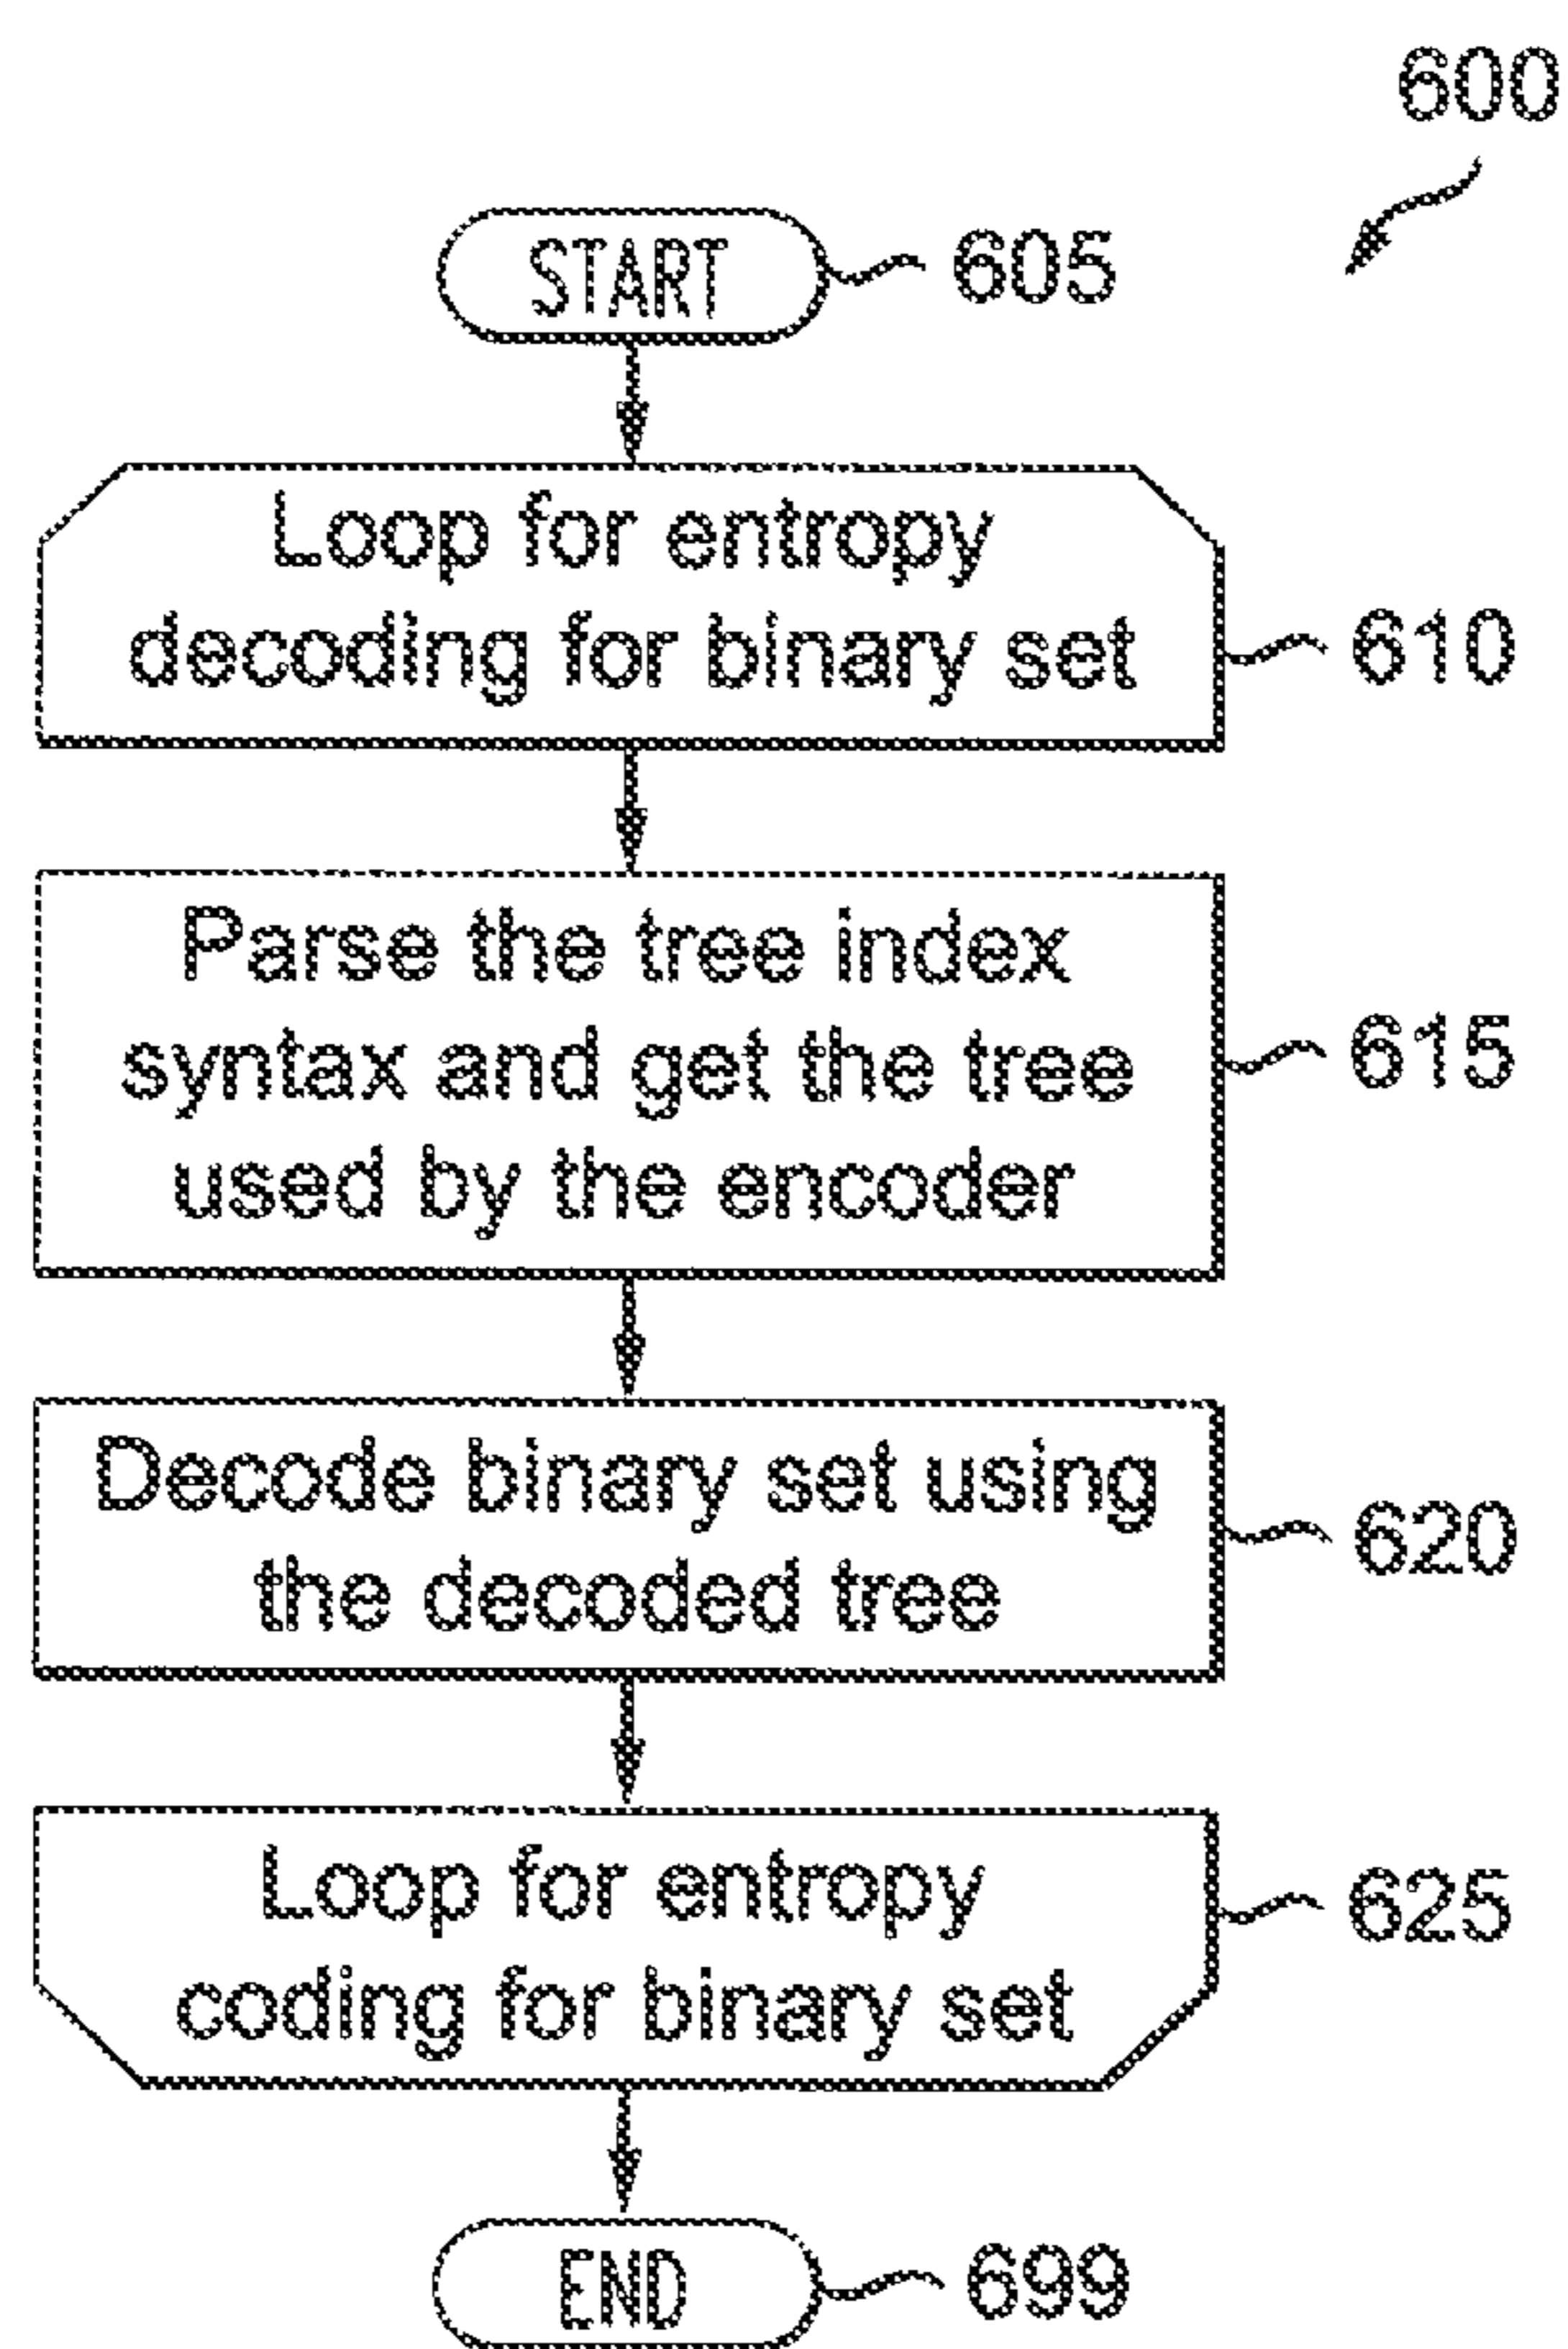 600
START
605
Loop for entropy
decoding for binary set
610
Parse the tree index
syntax and get the tree
used by the encoder
615
Decode binary set using
the decoded tree
620
Loop for entropy
coding for binary set
625
END
699